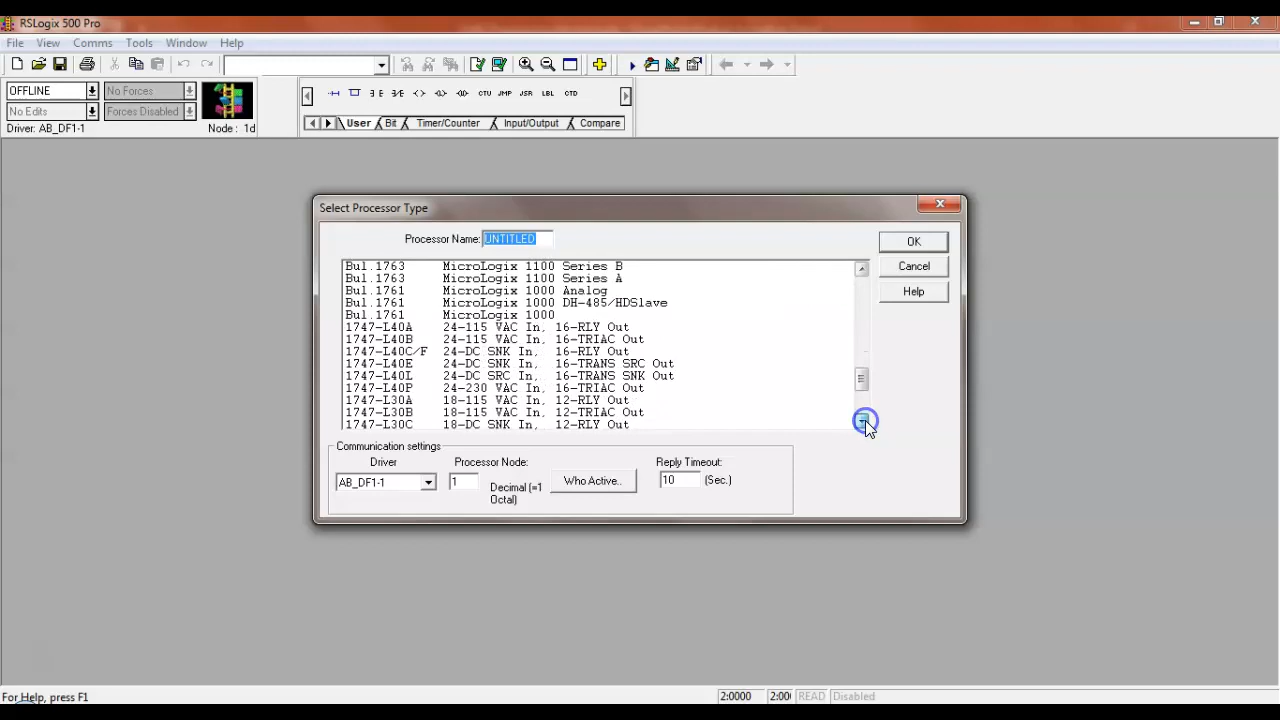 RSLogix 500 Pro
File View Comms Tools Window Help
OFFLINE No Forces
No Edits Forces Disabled
Driver: AB_DF1-1 Node : 1d
CTU JMP JSR LBL CTD
User Bit Timer/Counter Input/Output Compare
Select Processor Type
Processor Name: UNTITLED
OK
Cancel
Help
Bul.1763 MicroLogix 1100 Series B
Bul.1763 MicroLogix 1100 Series A
Bul.1761 MicroLogix 1000 Analog
Bul.1761 MicroLogix 1000 DH-485/HDSlave
Bul.1761 MicroLogix 1000
1747-L40A 24-115 VAC In, 16-RLY Out
1747-L40B 24-115 VAC In, 16-TRIAC Out
1747-L40C/F 24-DC SNK In, 16-RLY Out
1747-L40E 24-DC SNK In, 16-TRANS SRC Out
1747-L40L 24-DC SRC In, 16-TRANS SNK Out
1747-L40P 24-230 VAC In, 16-TRIAC Out
1747-L30A 18-115 VAC In, 12-RLY Out
1747-L30B 18-115 VAC In, 12-TRIAC Out
1747-L30C 18-DC SNK In, 12-RLY Out
Communication settings
Driver Processor Node: Reply Timeout:
AB_DF1-1 1 Decimal (=1 Octal) Who Active.. 10 (Sec.)
For Help, press F1 2:0000 2:00 READ Disabled